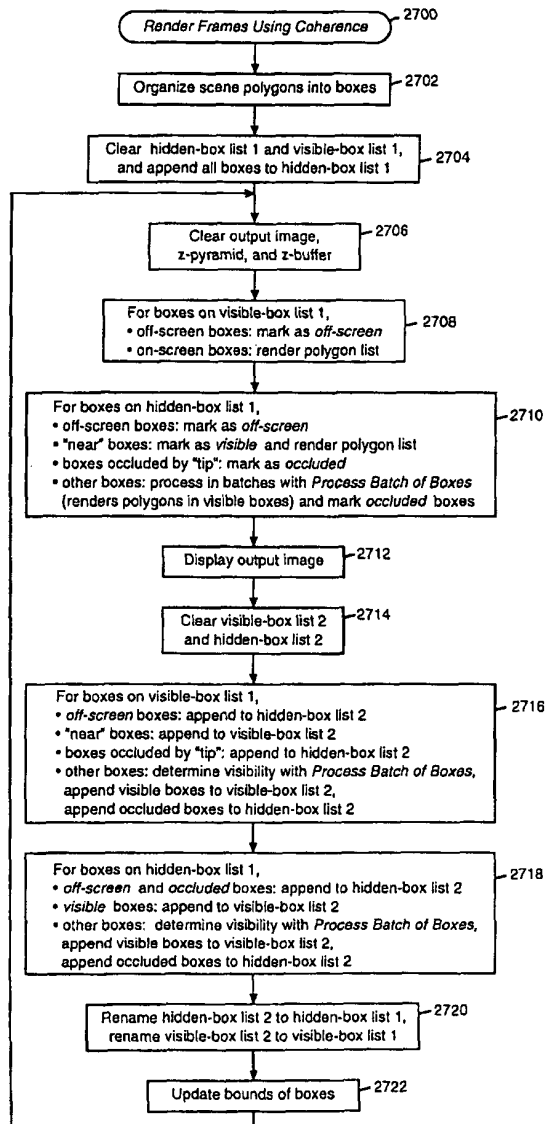 Render Frames Using Coherence
2700
Organize scene polygons into boxes
2702
Clear hidden-box list 1 and visible-box list 1,
and append all boxes to hidden-box list 1
2704
Clear output image,
z-pyramid, and z-buffer
2706
For boxes on visible-box list 1,
• off-screen boxes: mark as off-screen
• on-screen boxes: render polygon list
2708
For boxes on hidden-box list 1,
• off-screen boxes: mark as off-screen
• "near" boxes: mark as visible and render polygon list
• boxes occluded by "tip": mark as occluded
• other boxes: process in batches with Process Batch of Boxes
(renders polygons in visible boxes) and mark occluded boxes
2710
Display output image
2712
Clear visible-box list 2
and hidden-box list 2
2714
For boxes on visible-box list 1,
• off-screen boxes: append to hidden-box list 2
• "near" boxes: append to visible-box list 2
• boxes occluded by "tip": append to hidden-box list 2
• other boxes: determine visibility with Process Batch of Boxes,
append visible boxes to visible-box list 2,
append occluded boxes to hidden-box list 2
2716
For boxes on hidden-box list 1,
• off-screen and occluded boxes: append to hidden-box list 2
• visible boxes: append to visible-box list 2
• other boxes: determine visibility with Process Batch of Boxes,
append visible boxes to visible-box list 2,
append occluded boxes to hidden-box list 2
2718
Rename hidden-box list 2 to hidden-box list 1,
rename visible-box list 2 to visible-box list 1
2720
Update bounds of boxes
2722